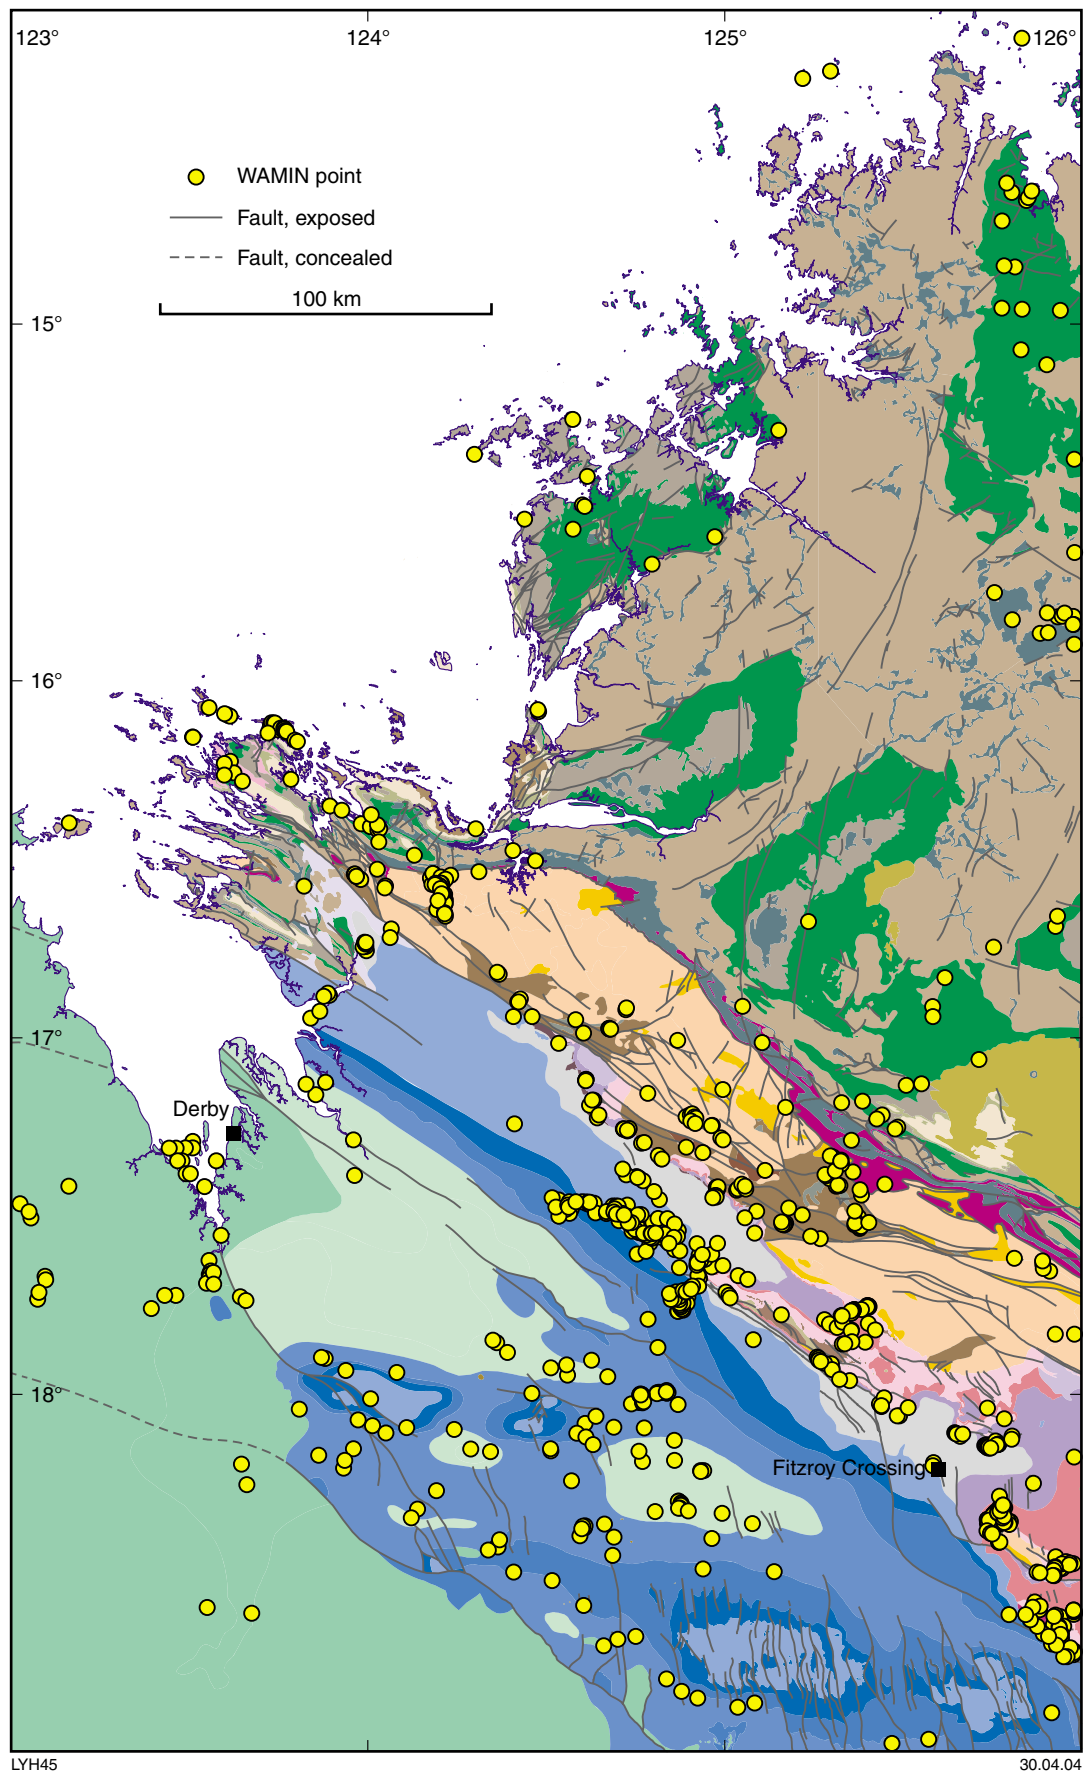 123° 124° 125° 126°
WAMIN point
Fault, exposed
Fault, concealed
100 km
15°
16°
17°
Derby
18°
Fitzroy Crossing
LYH45 30.04.04